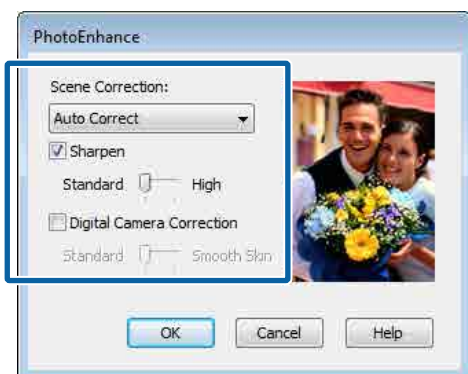 PhotoEnhance
Scene Correction:
Auto Correct
Sharpen
Standard High
Digital Camera Correction
Standard Smooth Skin
OK Cancel Help